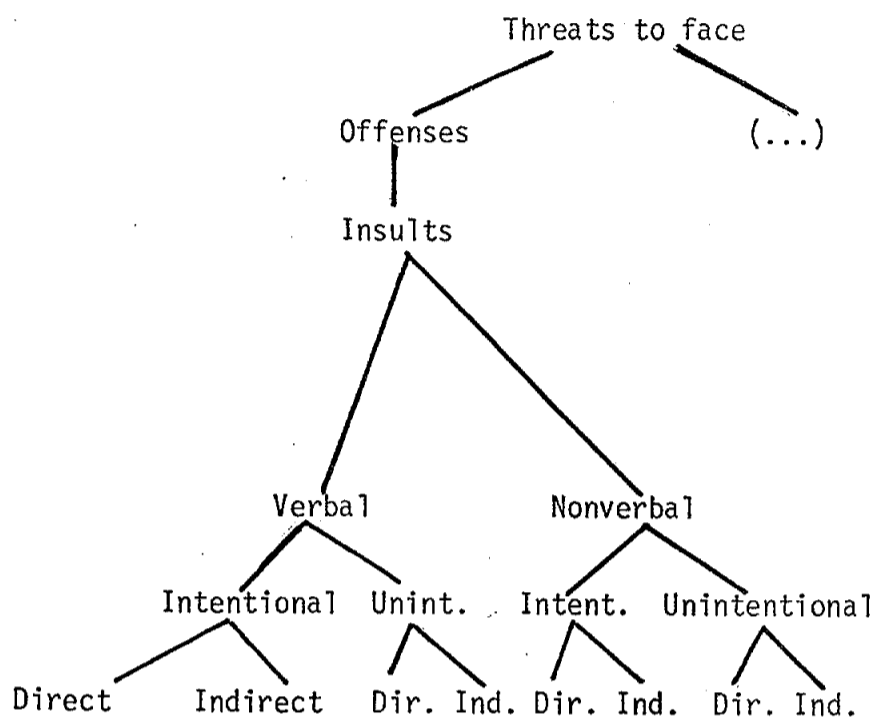 Threats to face
Offenses (...)
Insults
Verbal Nonverbal
Intentional Unint. Intent. Unintentional
Direct Indirect Dir. Ind. Dir. Ind. Dir. Ind.